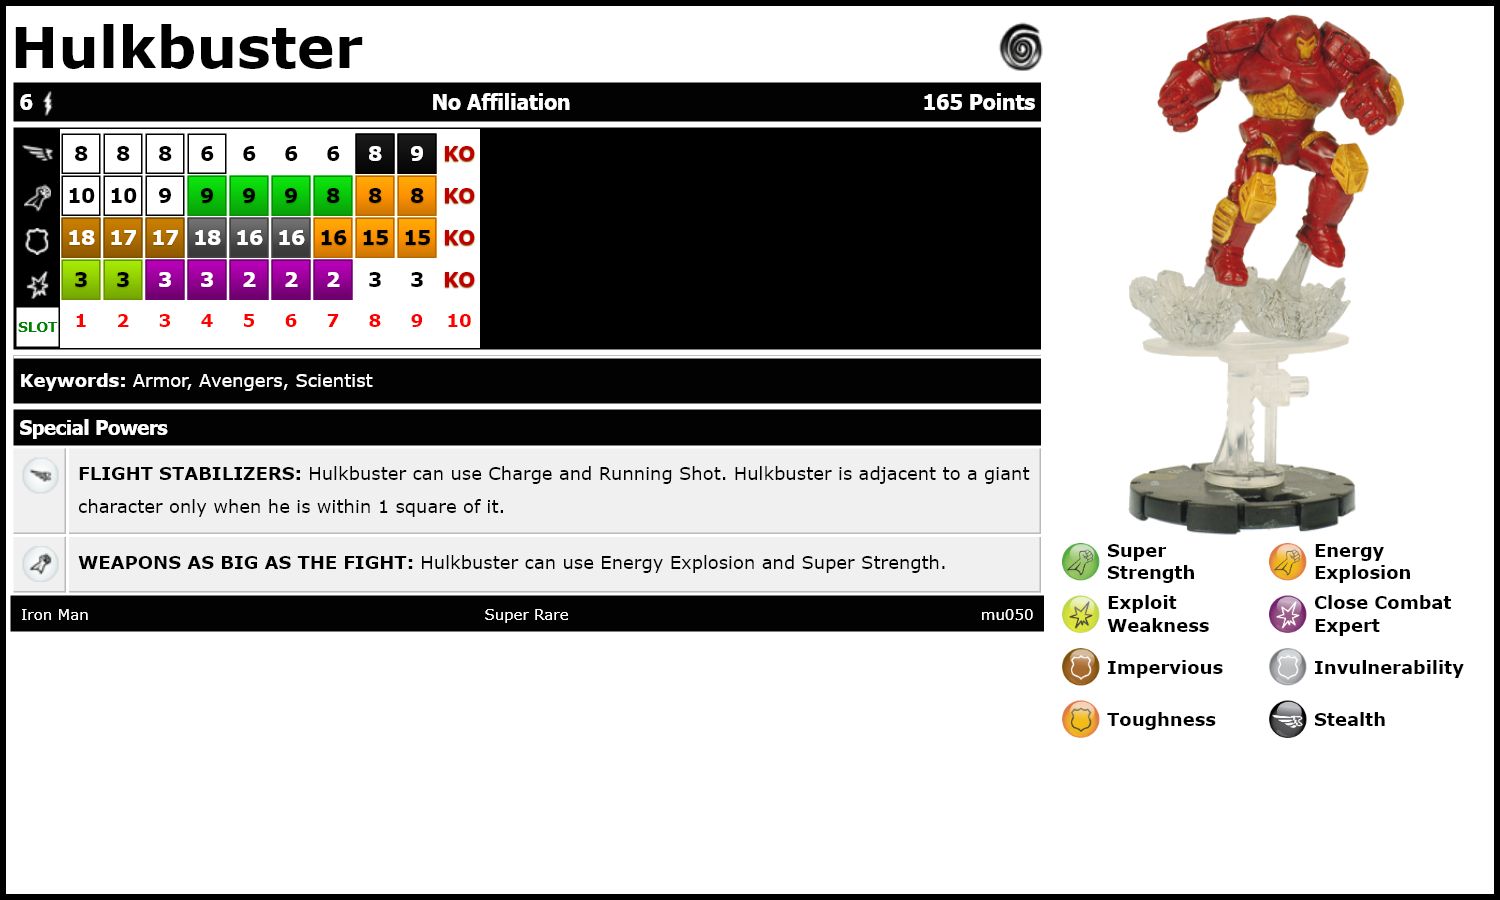 Hulkbuster
6 No Affiliation 165 Points
8 8 8 6 6 6 6 8 9 KO
10 10 9 9 9 9 8 8 8 KO
18 17 17 18 16 16 16 15 15 KO
3 3 3 3 2 2 2 3 3 KO
SLOT 1 2 3 4 5 6 7 8 9 10
Keywords: Armor, Avengers, Scientist
Special Powers
FLIGHT STABILIZERS: Hulkbuster can use Charge and Running Shot. Hulkbuster is adjacent to a giant
character only when he is within 1 square of it.
WEAPONS AS BIG AS THE FIGHT: Hulkbuster can use Energy Explosion and Super Strength.
Iron Man Super Rare mu050
Super
Strength
Energy
Explosion
Exploit
Weakness
Close Combat
Expert
Impervious
Invulnerability
Toughness
Stealth